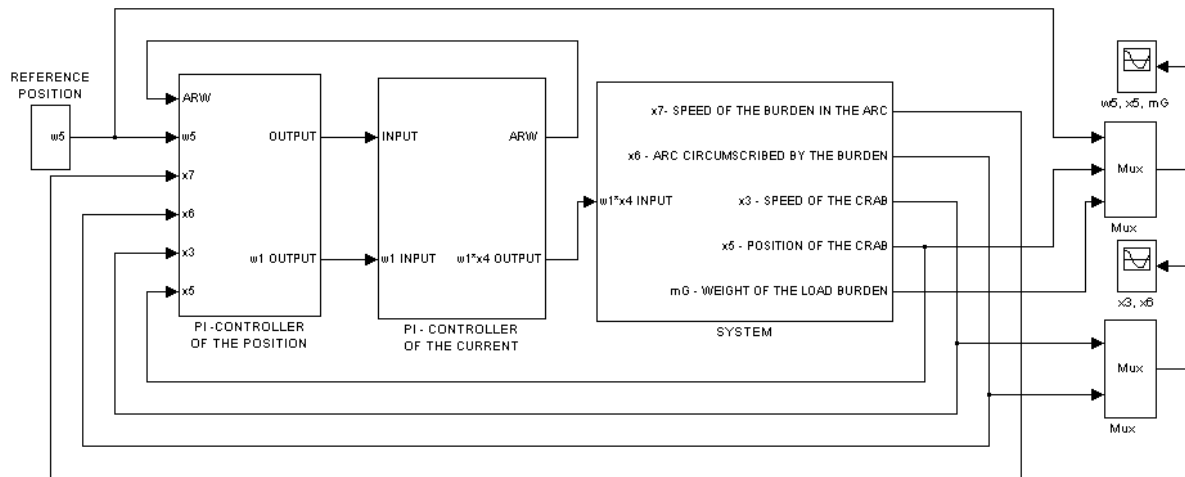 REFERENCE
POSITION
w5
ARW
w5
x7
x6
x3
x5
OUTPUT
w1 OUTPUT
PI-CONTROLLER
OF THE POSITION
INPUT
w1 INPUT
ARW
w1*x4 OUTPUT
PI - CONTROLLER
OF THE CURRENT
w1*x4 INPUT
x7- SPEED OF THE BURDEN IN THE ARC
x6 - ARC CIRCUMSCRIBED BY THE BURDEN
x3 - SPEED OF THE CRAB
x5 - POSITION OF THE CRAB
mG - WEIGHT OF THE LOAD BURDEN
SYSTEM
w5, x5, mG
Mux
Mux
x3, x6
Mux
Mux